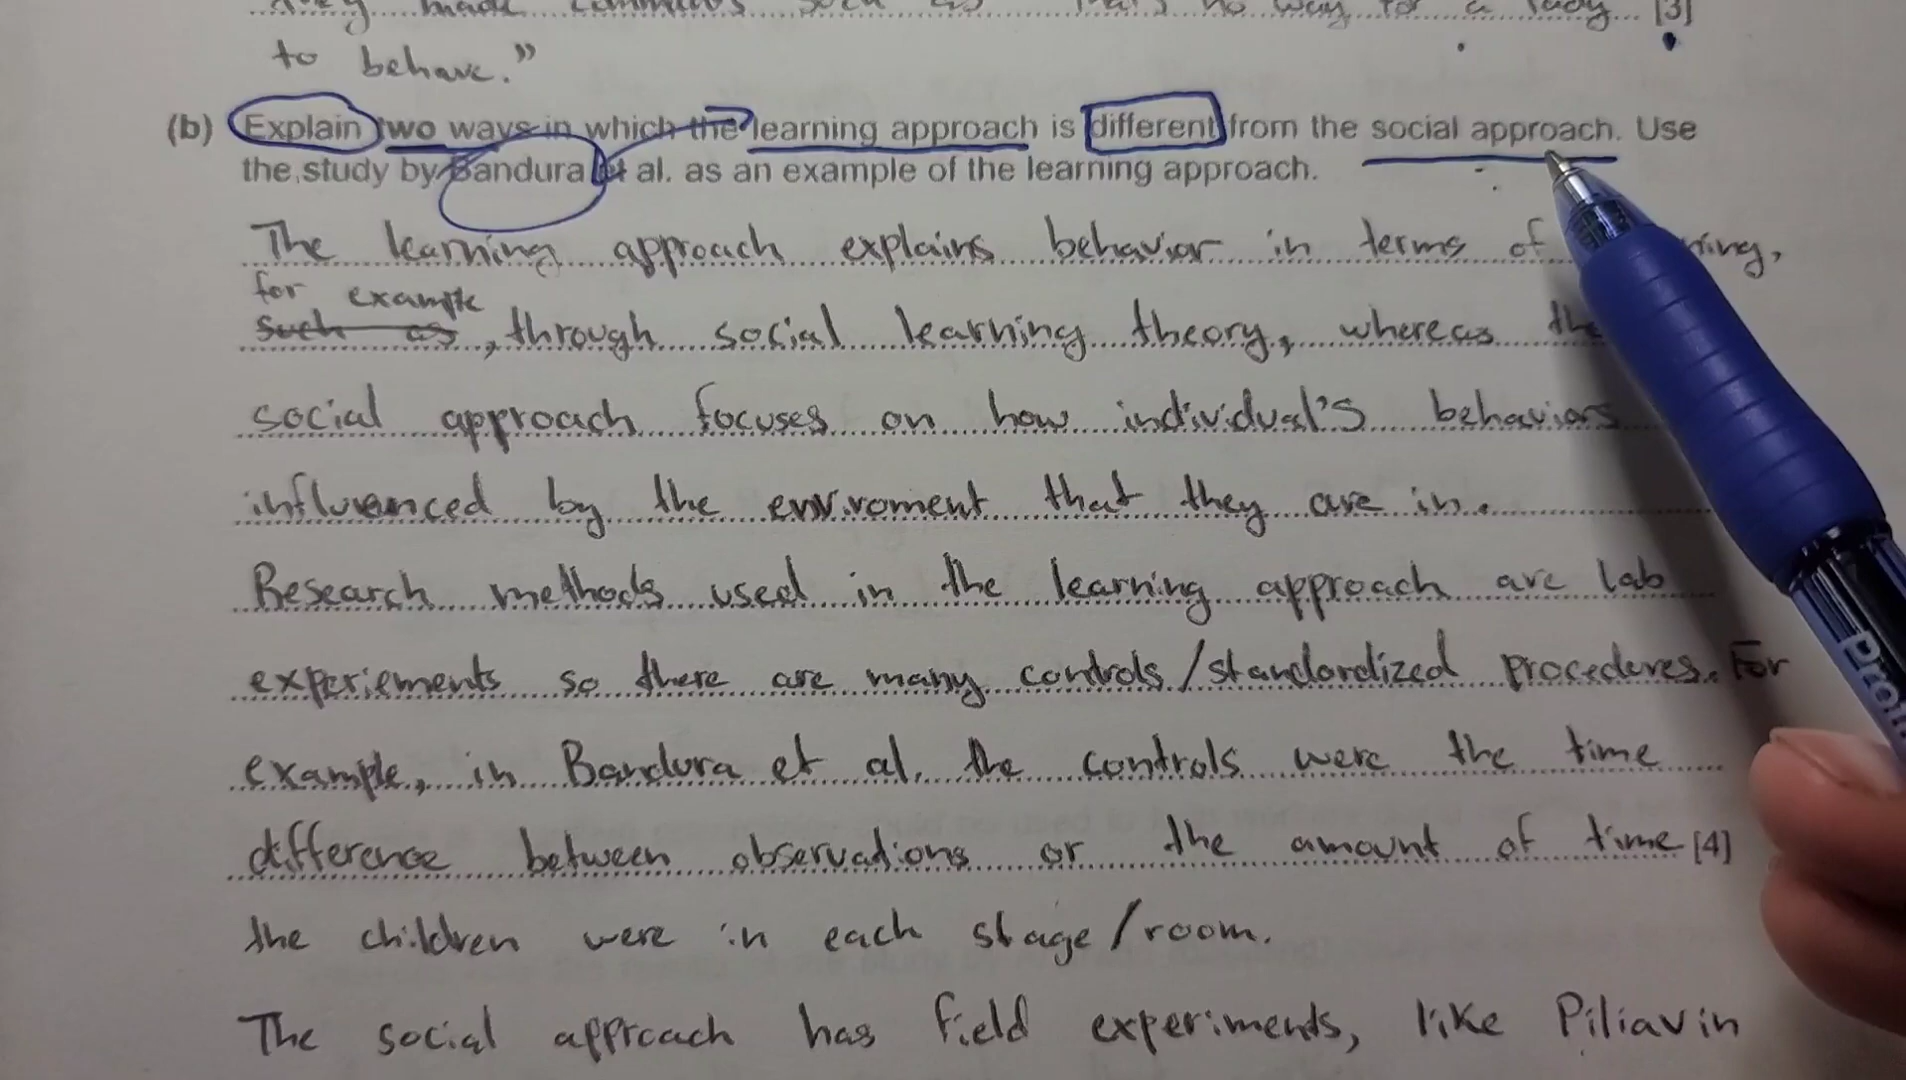 to behave."
(b) Explain two ways in which the learning approach is different from the social approach. Use
the study by Bandura et al. as an example of the learning approach.
The learning approach explains behavior in terms of
for example
such as, through social learning theory, whereas
social approach focuses on how individual's behaviors
influenced by the enviroment that they are in.
Research methods used in the learning approach are lab
experiements so there are many controls/standardized procederes. For
example, in Bandura et al. the controls were the time
difference between observations or the amount of time [4]
the children were in each stage/room.
The social approach has field experiments, like Piliavin